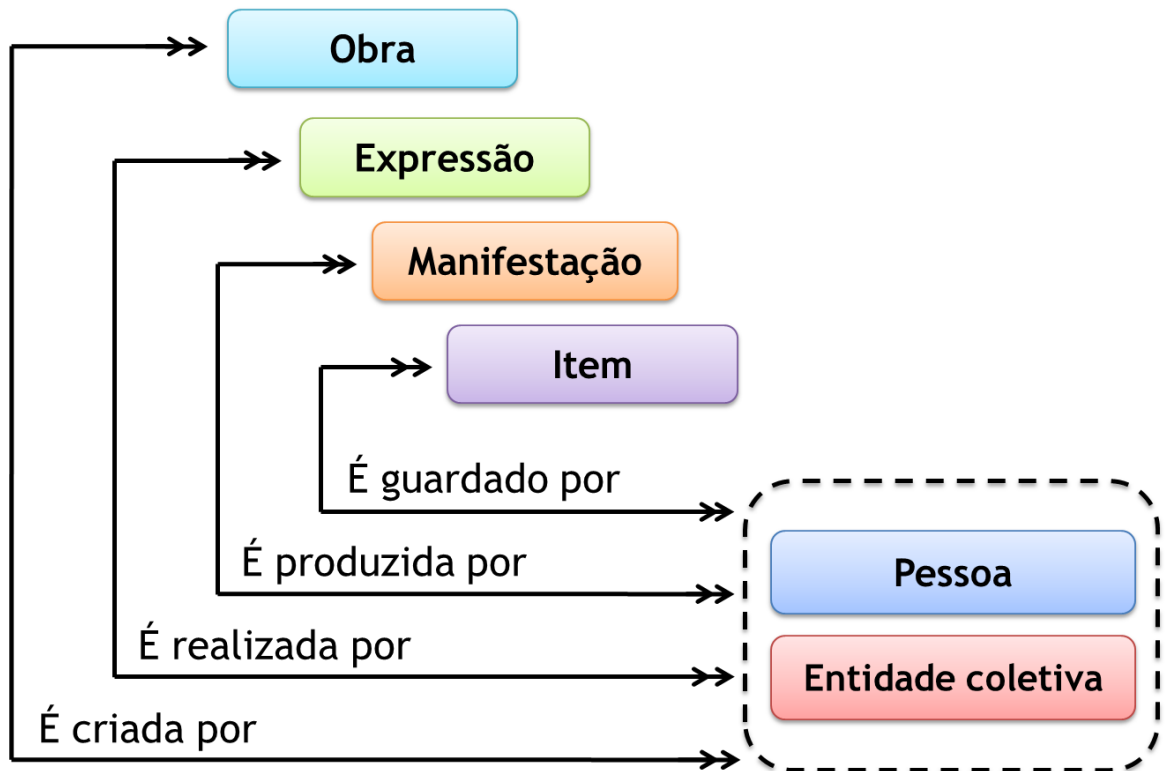 Obra
Expressão
Manifestação
Item
É guardado por
É produzida por
Pessoa
É realizada por
Entidade coletiva
É criada por